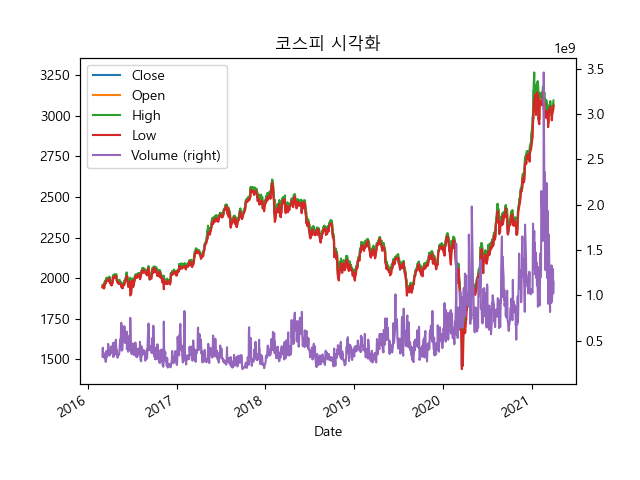 코스피 시각화
1e9
Close
Open
High
Low
Volume (right)
3250
3000
2750
2500
2250
2000
1750
1500
3.5
3.0
2.5
2.0
1.5
1.0
0.5
2016
2017
2018
2019
2020
2021
Date